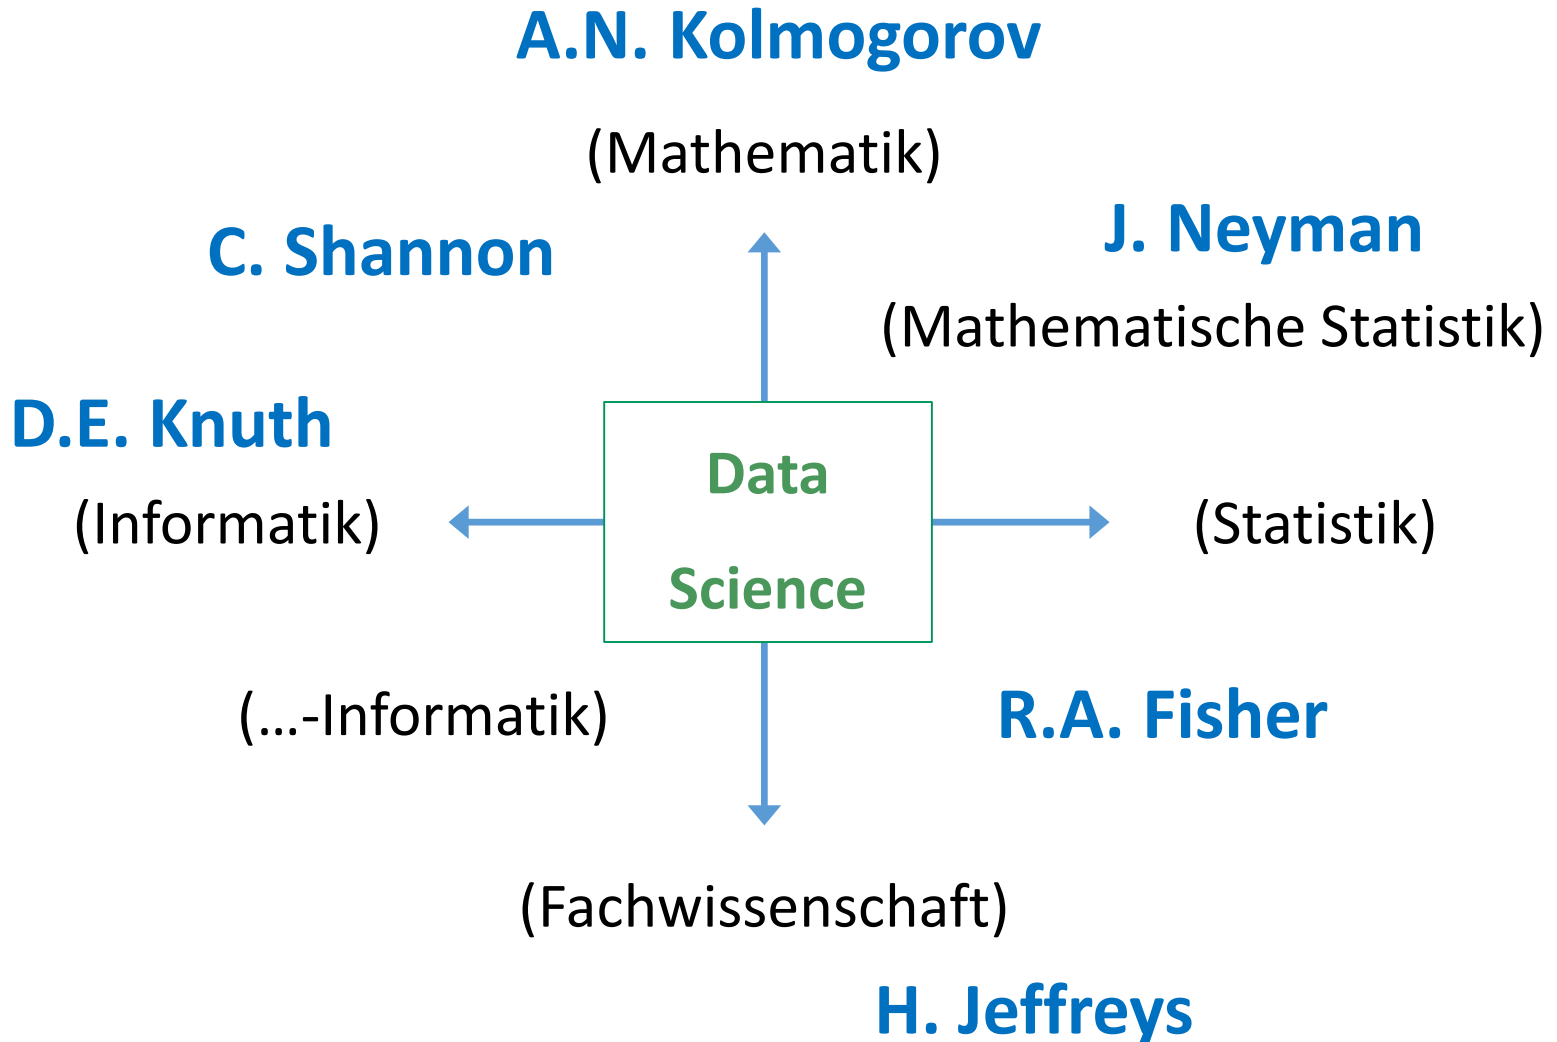 A.N. Kolmogorov
(Mathematik)
C. Shannon
J. Neyman
(Mathematische Statistik)
D.E. Knuth
(Informatik)
Data
Science
(Statistik)
(...-Informatik)
R.A. Fisher
(Fachwissenschaft)
H. Jeffreys